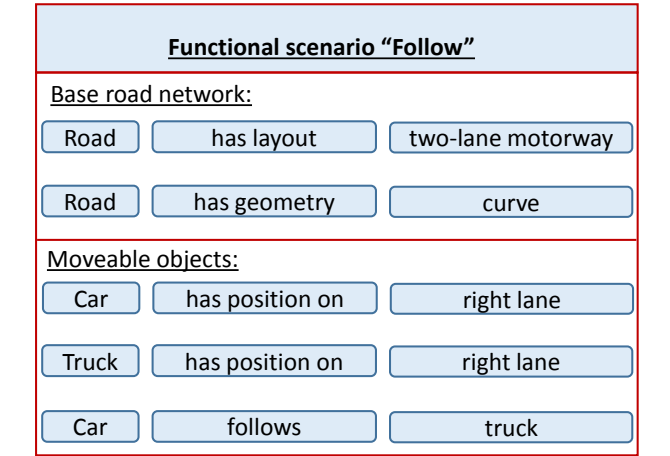 Functional scenario “Follow”
Base road network:
Road has layout two-lane motorway
Road has geometry curve
Moveable objects:
Car has position on right lane
Truck has position on right lane
Car follows truck